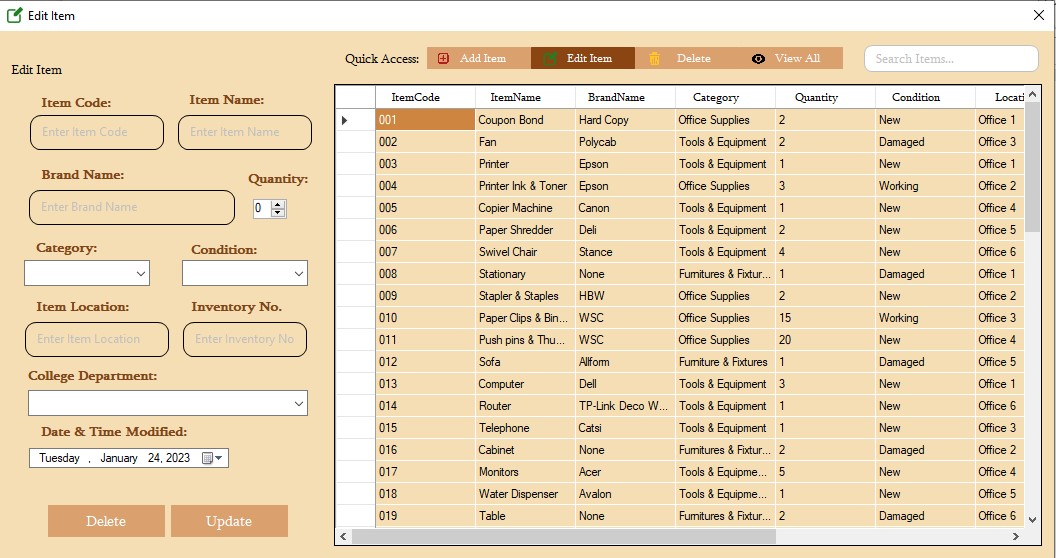 Edit Item
Quick Access: Add Item Edit Item Delete View All Search Items...
Edit Item
Item Code: Item Name:
Enter Item Code Enter Item Name
Brand Name: Quantity:
Enter Brand Name 0
Category: Condition:
Item Location: Inventory No.
Enter Item Location Enter Inventory No
College Department:
Date & Time Modified:
Tuesday , January 24, 2023
Delete Update
ItemCode ItemName BrandName Category Quantity Condition Locati
001 Coupon Bond Hard Copy Office Supplies 2 New Office 1
002 Fan Polycab Tools & Equipment 2 Damaged Office 3
003 Printer Epson Tools & Equipment 1 New Office 1
004 Printer Ink & Toner Epson Office Supplies 3 Working Office 2
005 Copier Machine Canon Tools & Equipment 1 New Office 4
006 Paper Shredder Deli Tools & Equipment 2 New Office 5
007 Swivel Chair Stance Tools & Equipment 4 New Office 6
008 Stationary None Furnitures & Fixtur... 1 Damaged Office 1
009 Stapler & Staples HBW Office Supplies 2 New Office 2
010 Paper Clips & Bin... WSC Office Supplies 15 Working Office 3
011 Push pins & Thu... WSC Office Supplies 20 New Office 4
012 Sofa Allform Furniture & Fixtures 1 Damaged Office 5
013 Computer Dell Tools & Equipment 3 New Office 1
014 Router TP-Link Deco W... Tools & Equipment 1 New Office 6
015 Telephone Catsi Tools & Equipment 1 New Office 3
016 Cabinet None Furnitures & Fixtur... 2 Damaged Office 2
017 Monitors Acer Tools & Equipme... 5 New Office 4
018 Water Dispenser Avalon Tools & Equipme... 1 New Office 5
019 Table None Furnitures & Fixtur... 2 Damaged Office 6